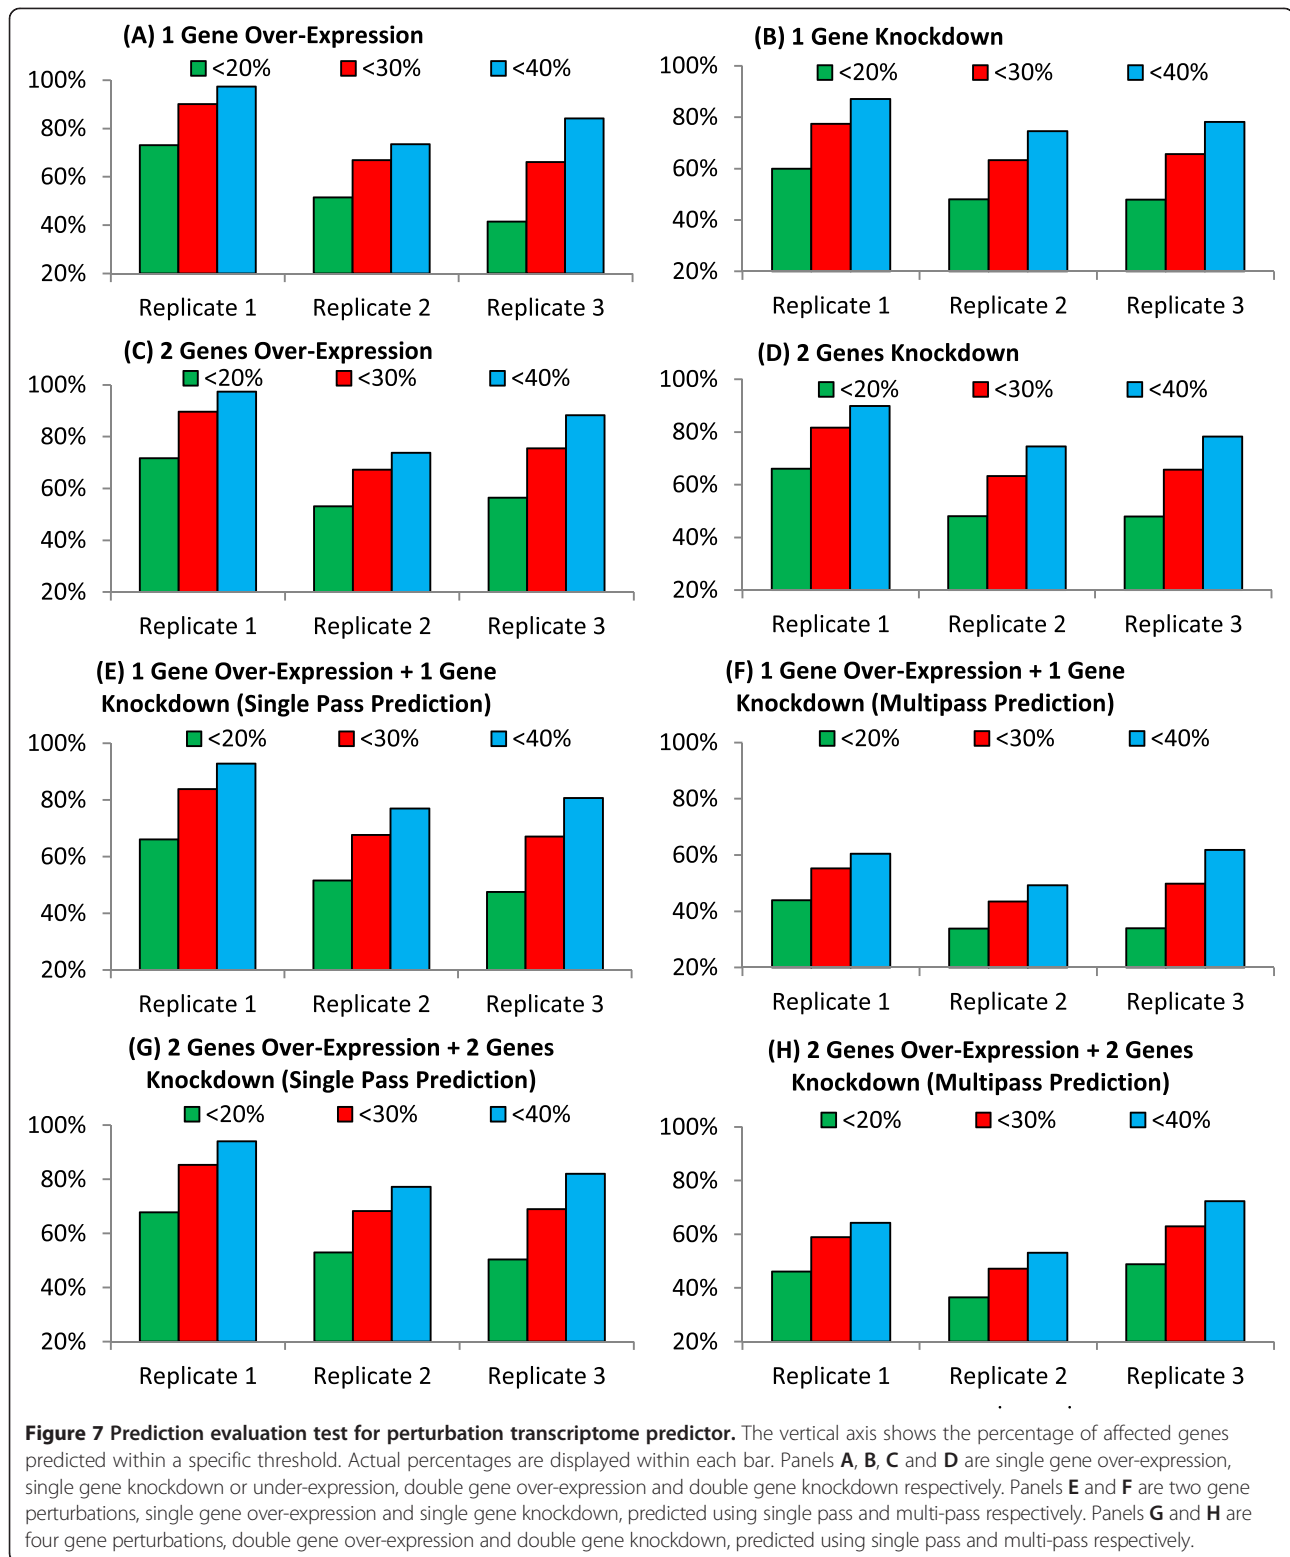 (A) 1 Gene Over-Expression
<20% <30% <40%
100%
80%
60%
40%
20%
Replicate 1 Replicate 2 Replicate 3
(B) 1 Gene Knockdown
<20% <30% <40%
100%
80%
60%
40%
20%
Replicate 1 Replicate 2 Replicate 3
(C) 2 Genes Over-Expression
<20% <30% <40%
100%
80%
60%
40%
20%
Replicate 1 Replicate 2 Replicate 3
(D) 2 Genes Knockdown
<20% <30% <40%
100%
80%
60%
40%
20%
Replicate 1 Replicate 2 Replicate 3
(E) 1 Gene Over-Expression + 1 Gene
Knockdown (Single Pass Prediction)
<20% <30% <40%
100%
80%
60%
40%
20%
Replicate 1 Replicate 2 Replicate 3
(F) 1 Gene Over-Expression + 1 Gene
Knockdown (Multipass Prediction)
<20% <30% <40%
100%
80%
60%
40%
20%
Replicate 1 Replicate 2 Replicate 3
(G) 2 Genes Over-Expression + 2 Genes
Knockdown (Single Pass Prediction)
<20% <30% <40%
100%
80%
60%
40%
20%
Replicate 1 Replicate 2 Replicate 3
(H) 2 Genes Over-Expression + 2 Genes
Knockdown (Multipass Prediction)
<20% <30% <40%
100%
80%
60%
40%
20%
Replicate 1 Replicate 2 Replicate 3
Figure 7 Prediction evaluation test for perturbation transcriptome predictor. The vertical axis shows the percentage of affected genes
predicted within a specific threshold. Actual percentages are displayed within each bar. Panels A, B, C and D are single gene over-expression,
single gene knockdown or under-expression, double gene over-expression and double gene knockdown respectively. Panels E and F are two gene
perturbations, single gene over-expression and single gene knockdown, predicted using single pass and multi-pass respectively. Panels G and H are
four gene perturbations, double gene over-expression and double gene knockdown, predicted using single pass and multi-pass respectively.